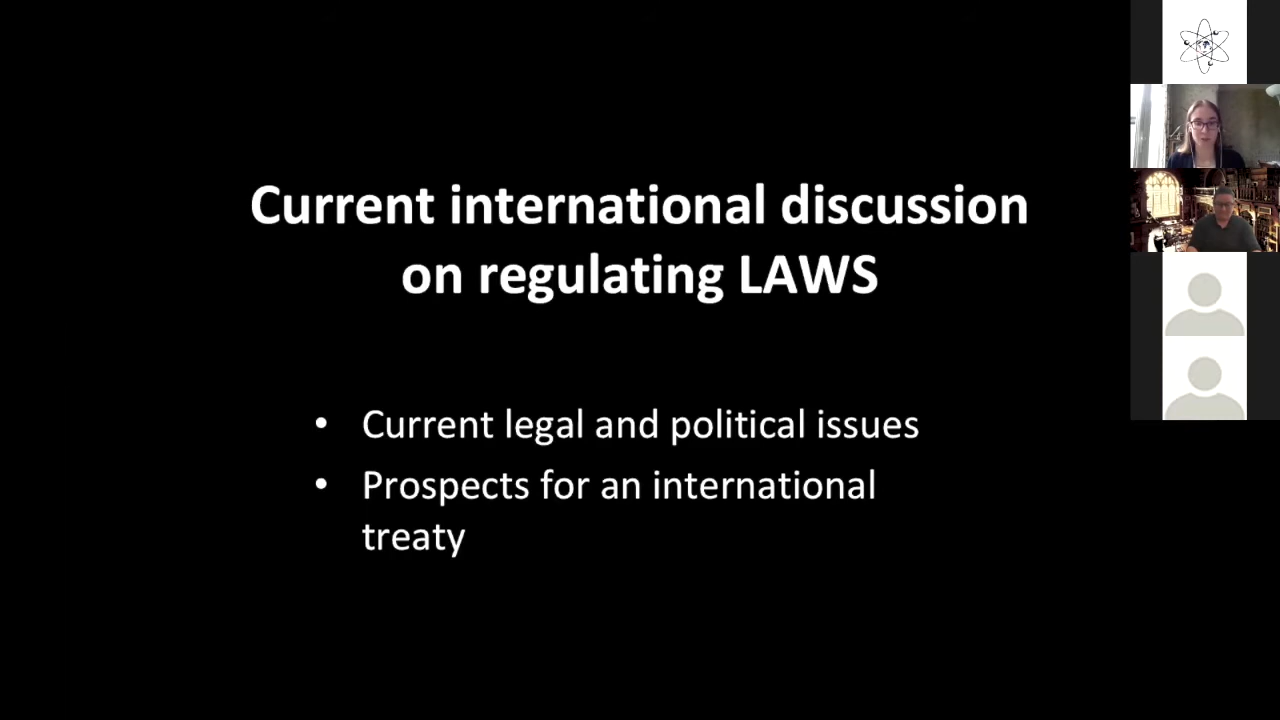 Current international discussion
on regulating LAWS
• Current legal and political issues
• Prospects for an international
treaty